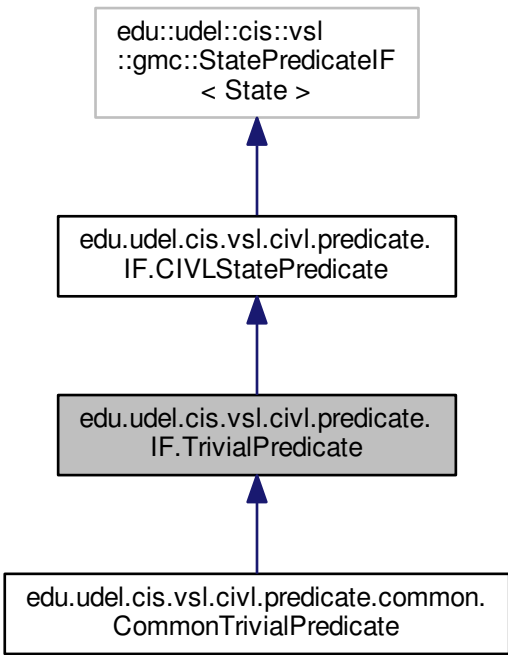 edu::udel::cis::vsl
::gmc::StatePredicateIF
< State >
edu.udel.cis.vsl.civl.predicate.
IF.CIVLStatePredicate
edu.udel.cis.vsl.civl.predicate.
IF.TrivialPredicate
edu.udel.cis.vsl.civl.predicate.common.
CommonTrivialPredicate